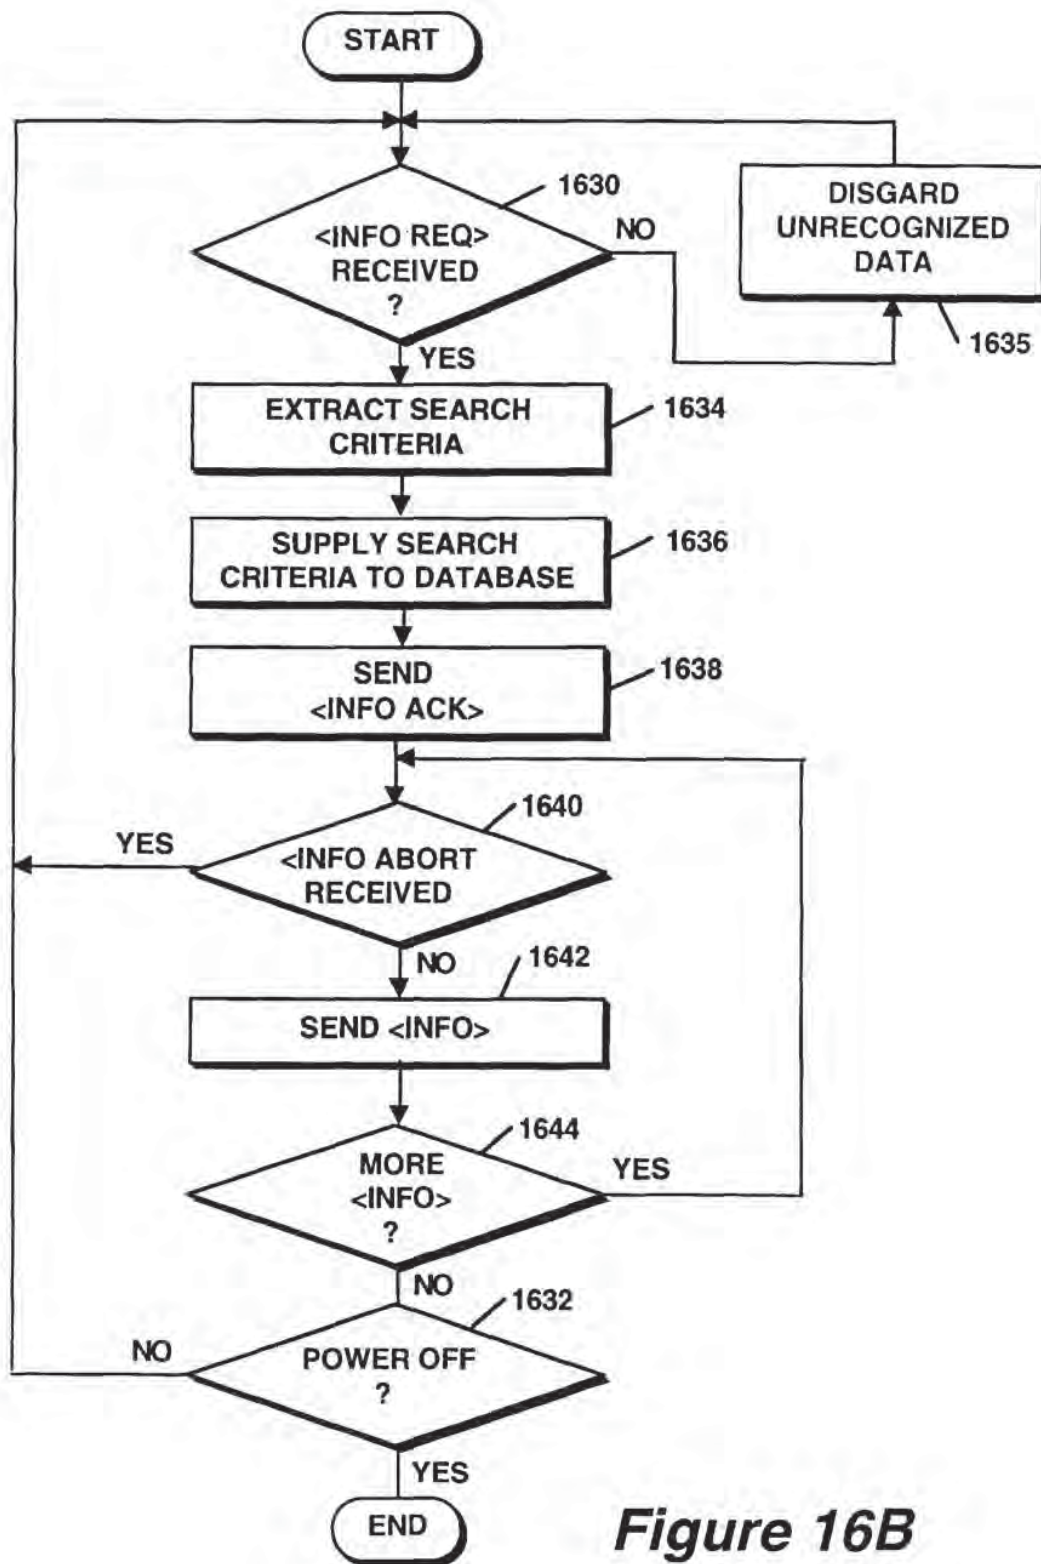 START
1630
<INFO REQ>
RECEIVED
?
NO
DISGARD
UNRECOGNIZED
DATA
1635
YES
EXTRACT SEARCH
CRITERIA
1634
SUPPLY SEARCH
CRITERIA TO DATABASE
1636
SEND
<INFO ACK>
1638
1640
YES
<INFO ABORT
RECEIVED
NO
1642
SEND <INFO>
1644
MORE
<INFO>
?
YES
NO
1632
NO
POWER OFF
?
YES
END
Figure 16B